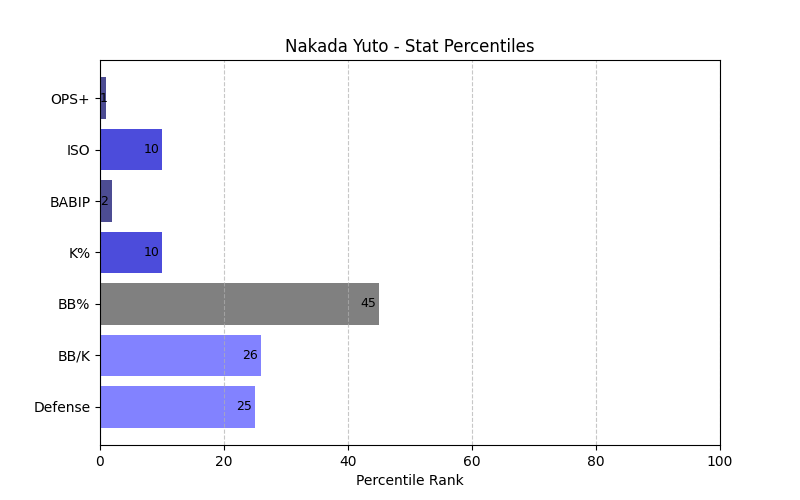 Nakada Yuto - Stat Percentiles
OPS+ 1
ISO 10
BABIP 2
K% 10
BB% 45
BB/K 26
Defense 25
0 20 40 60 80 100
Percentile Rank